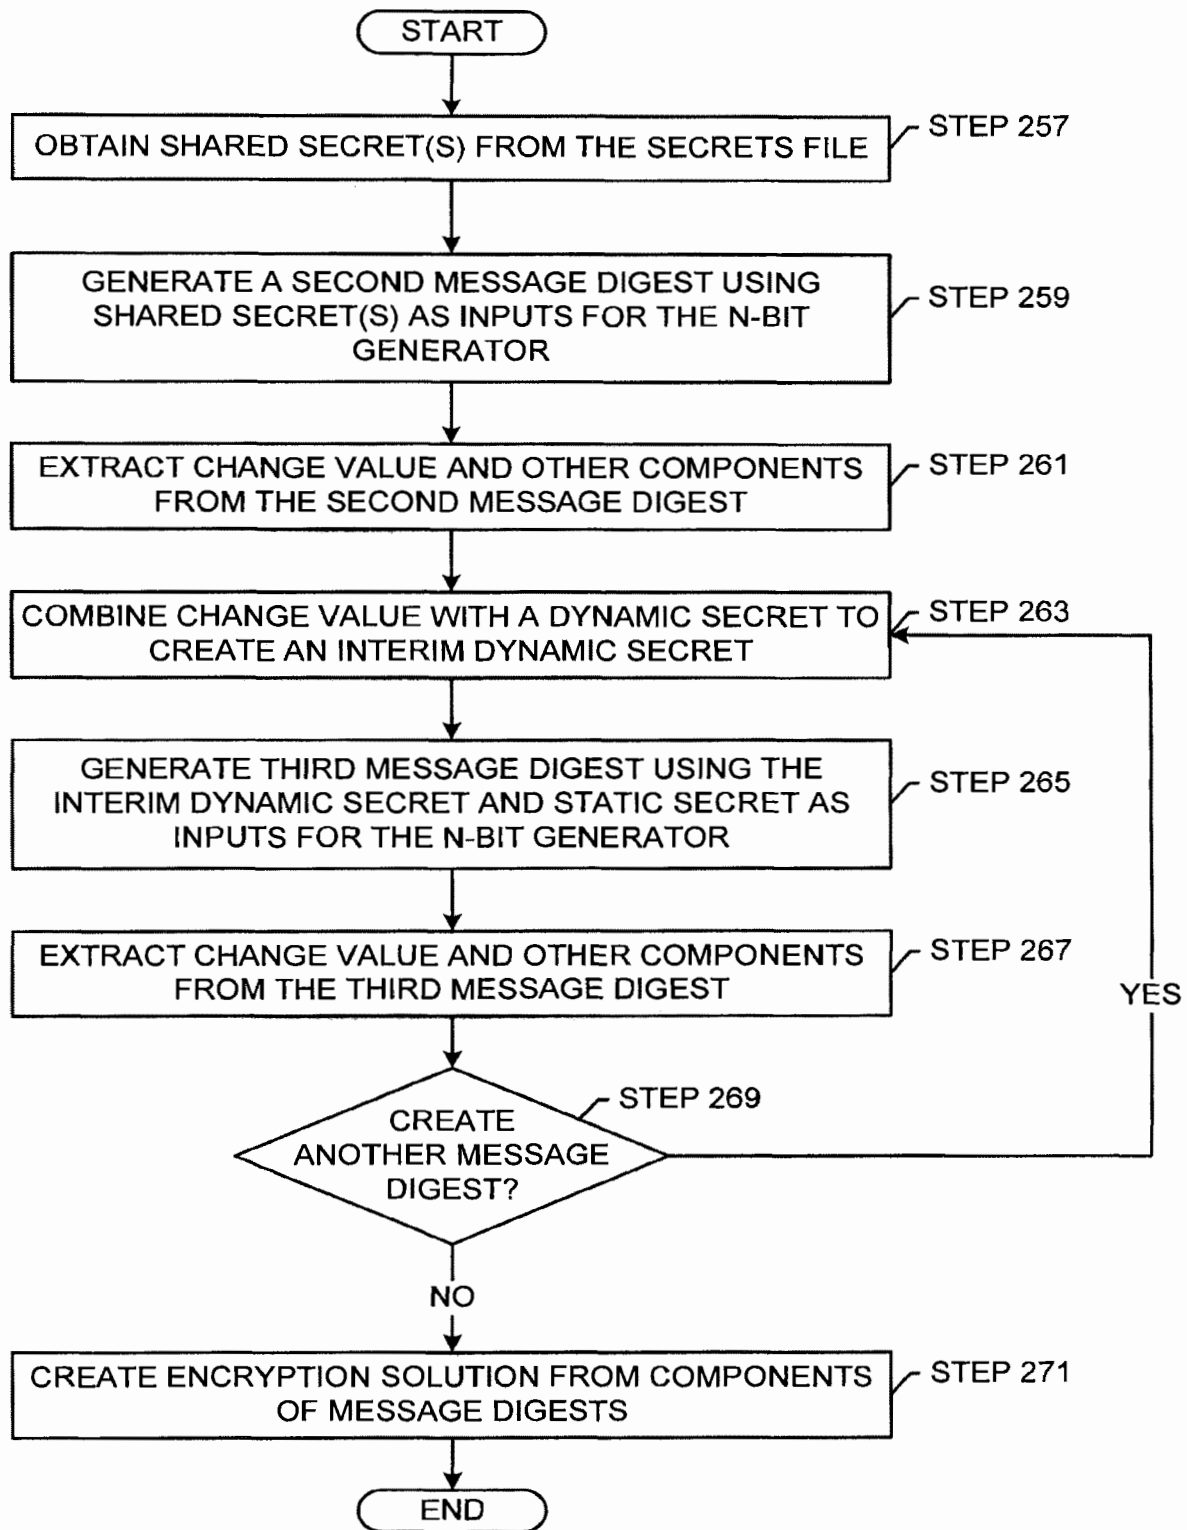 START
OBTAIN SHARED SECRET(S) FROM THE SECRETS FILE
STEP 257
GENERATE A SECOND MESSAGE DIGEST USING
SHARED SECRET(S) AS INPUTS FOR THE N-BIT
GENERATOR
STEP 259
EXTRACT CHANGE VALUE AND OTHER COMPONENTS
FROM THE SECOND MESSAGE DIGEST
STEP 261
COMBINE CHANGE VALUE WITH A DYNAMIC SECRET TO
CREATE AN INTERIM DYNAMIC SECRET
STEP 263
GENERATE THIRD MESSAGE DIGEST USING THE
INTERIM DYNAMIC SECRET AND STATIC SECRET AS
INPUTS FOR THE N-BIT GENERATOR
STEP 265
EXTRACT CHANGE VALUE AND OTHER COMPONENTS
FROM THE THIRD MESSAGE DIGEST
STEP 267
YES
CREATE
ANOTHER MESSAGE
DIGEST?
STEP 269
NO
CREATE ENCRYPTION SOLUTION FROM COMPONENTS
OF MESSAGE DIGESTS
STEP 271
END